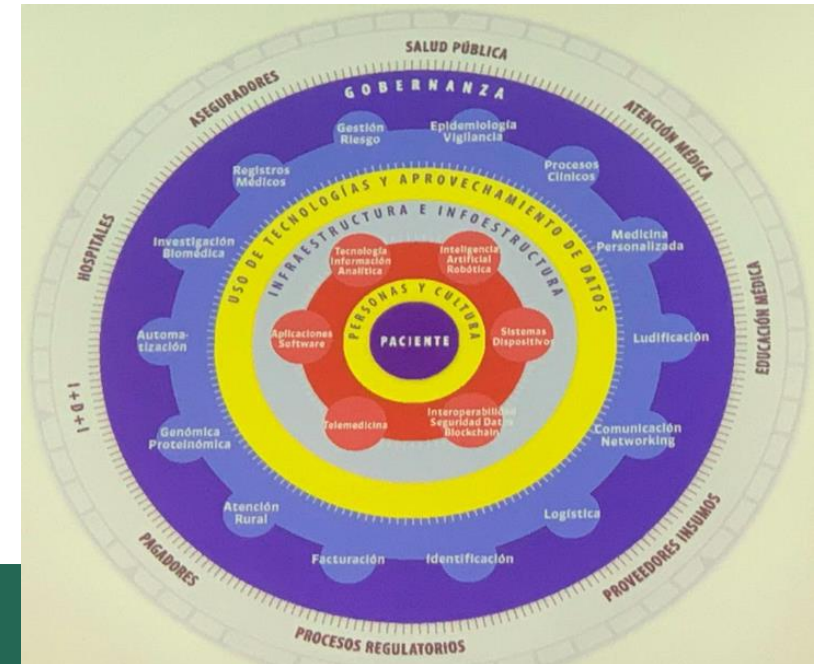 SALUD PÚBLICA
ATENCIÓN MÉDICA
EDUCACIÓN MÉDICA
PROVEEDORES INSUMOS
PROCESOS REGULATORIOS
PAGADORES
I+D+I
HOSPITALES
ASEGURADORES
GOBERNANZA
Epidemiología
Vigilancia
Procesos
Clínicos
Medicina
Personalizada
Ludificación
Comunicación
Networking
Logística
Identificación
Facturación
Atención
Rural
Genómica
Proteinómica
Automa-
tización
Investigación
Biomédica
Registros
Médicos
Gestión
Riesgo
USO DE TECNOLOGÍAS Y APROVECHAMIENTO DE DATOS
INFRAESTRUCTURA E INFOESTRUCTURA
Tecnología
Información
Analítica
Inteligencia
Artificial
Robótica
Sistemas
Dispositivos
Interoperabilidad
Seguridad Datos
Blockchain
Telemedicina
Aplicaciones
Software
PERSONAS Y CULTURA
PACIENTE